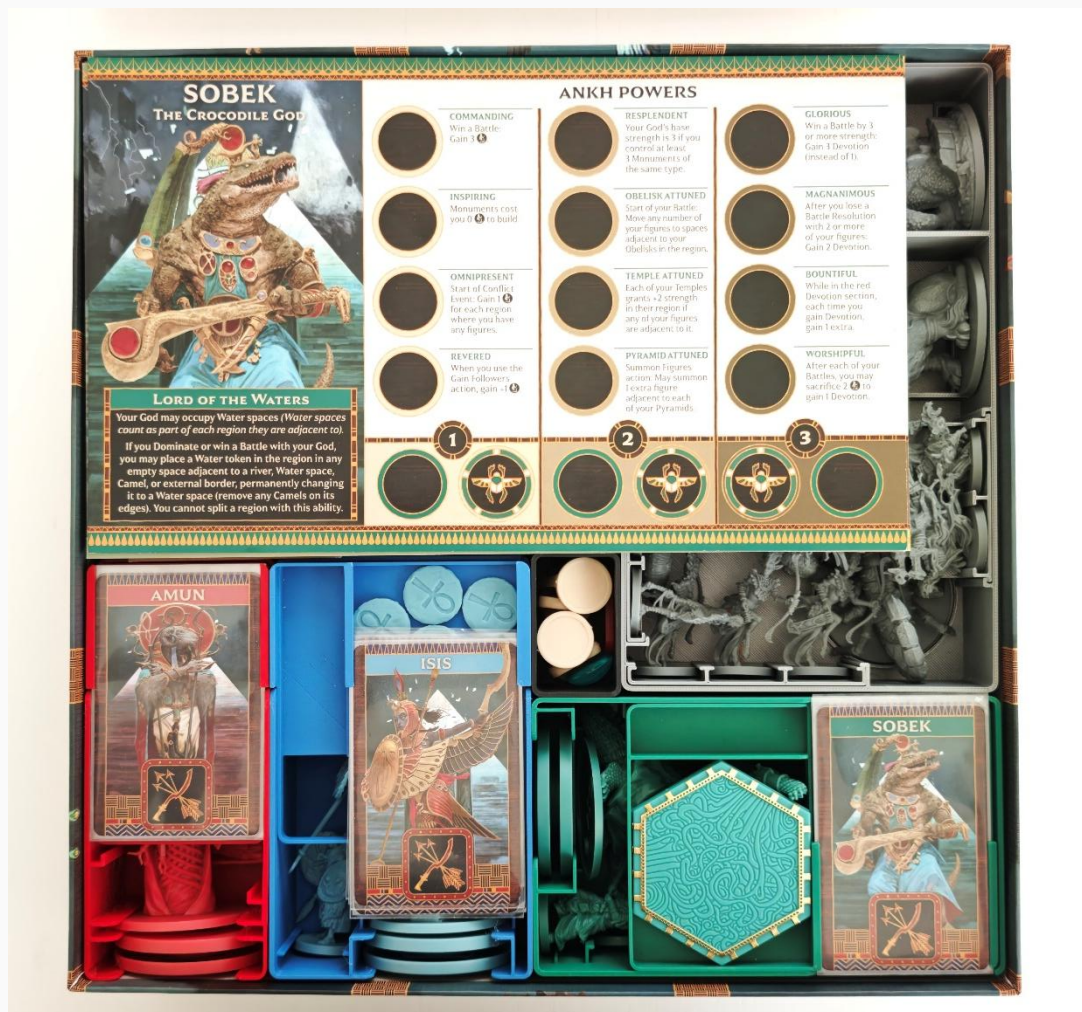 SOBEK
THE CROCODILE GOD
LORD OF THE WATERS
Your God may occupy Water spaces (Water spaces
count as part of each region they are adjacent to).
If you Dominate or win a Battle with your God,
you may place a Water token in the region in any
empty space adjacent to a river, Water space,
Camel, or external border, permanently changing
it to a Water space (remove any Camels on its
edges). You cannot split a region with this ability.
ANKH POWERS
COMMANDING
Win a Battle:
Gain 3
INSPIRING
Monuments cost
you 0 to build
OMNIPRESENT
Start of Conflict
Event: Gain 1
for each region
where you have
any figures.
REVERED
When you use the
Gain Followers
action, gain +1
1
RESPLENDENT
Your God's base
strength is 3 if you
control at least
3 Monuments of
the same type.
OBELISK ATTUNED
Start of your Battle:
Move any number of
your figures to spaces
adjacent to your
Obelisks in the region.
TEMPLE ATTUNED
Each of your Temples
grants +2 strength
in their region if
any of your figures
are adjacent to it.
PYRAMID ATTUNED
Summon Figures
action: May summon
1 extra figure
adjacent to each
of your Pyramids.
2
GLORIOUS
Win a Battle by 3
or more strength:
Gain 3 Devotion
(instead of 1).
MAGNANIMOUS
After you lose a
Battle Resolution
with 2 or more
of your figures:
Gain 2 Devotion.
BOUNTIFUL
While in the red
Devotion section,
each time you
gain Devotion,
gain 1 extra.
WORSHIPFUL
After each of your
Battles, you may
sacrifice 2 to
gain 1 Devotion.
3
AMUN
ISIS
SOBEK